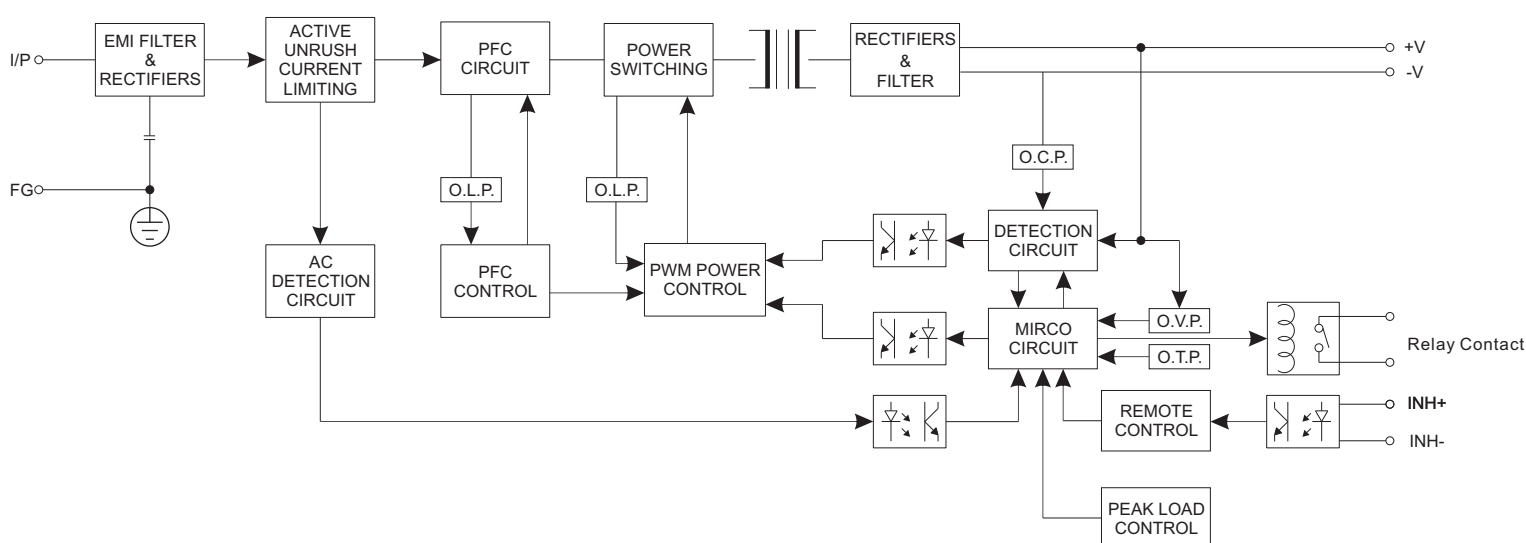 I/P
EMI FILTER
&
RECTIFIERS
ACTIVE
UNRUSH
CURRENT
LIMITING
PFC
CIRCUIT
POWER
SWITCHING
RECTIFIERS
&
FILTER
+V
-V
FG
O.L.P.
O.L.P.
O.C.P.
AC
DETECTION
CIRCUIT
PFC
CONTROL
PWM POWER
CONTROL
DETECTION
CIRCUIT
MIRCO
CIRCUIT
O.V.P.
O.T.P.
Relay Contact
REMOTE
CONTROL
INH+
INH-
PEAK LOAD
CONTROL